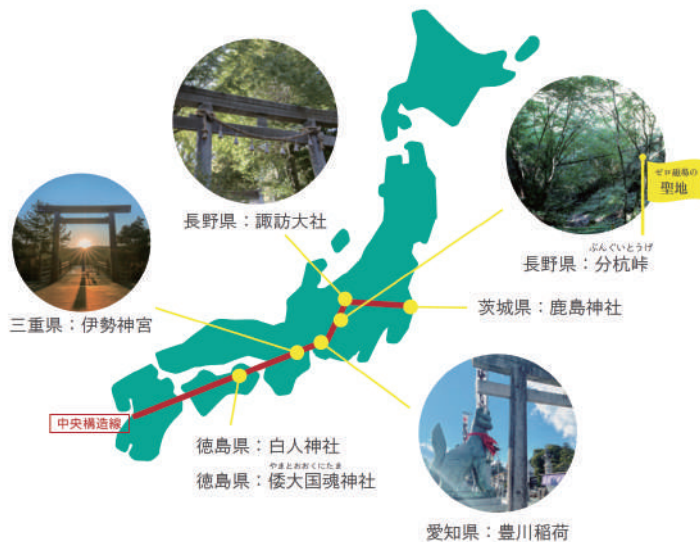 ゼロ磁場の
聖地
長野県：諏訪大社
ぶんぐいとうげ
長野県：分杭峠
三重県：伊勢神宮
茨城県：鹿島神社
中央構造線
徳島県：白人神社
やまとおおくにたま
徳島県：倭大国魂神社
愛知県：豊川稲荷